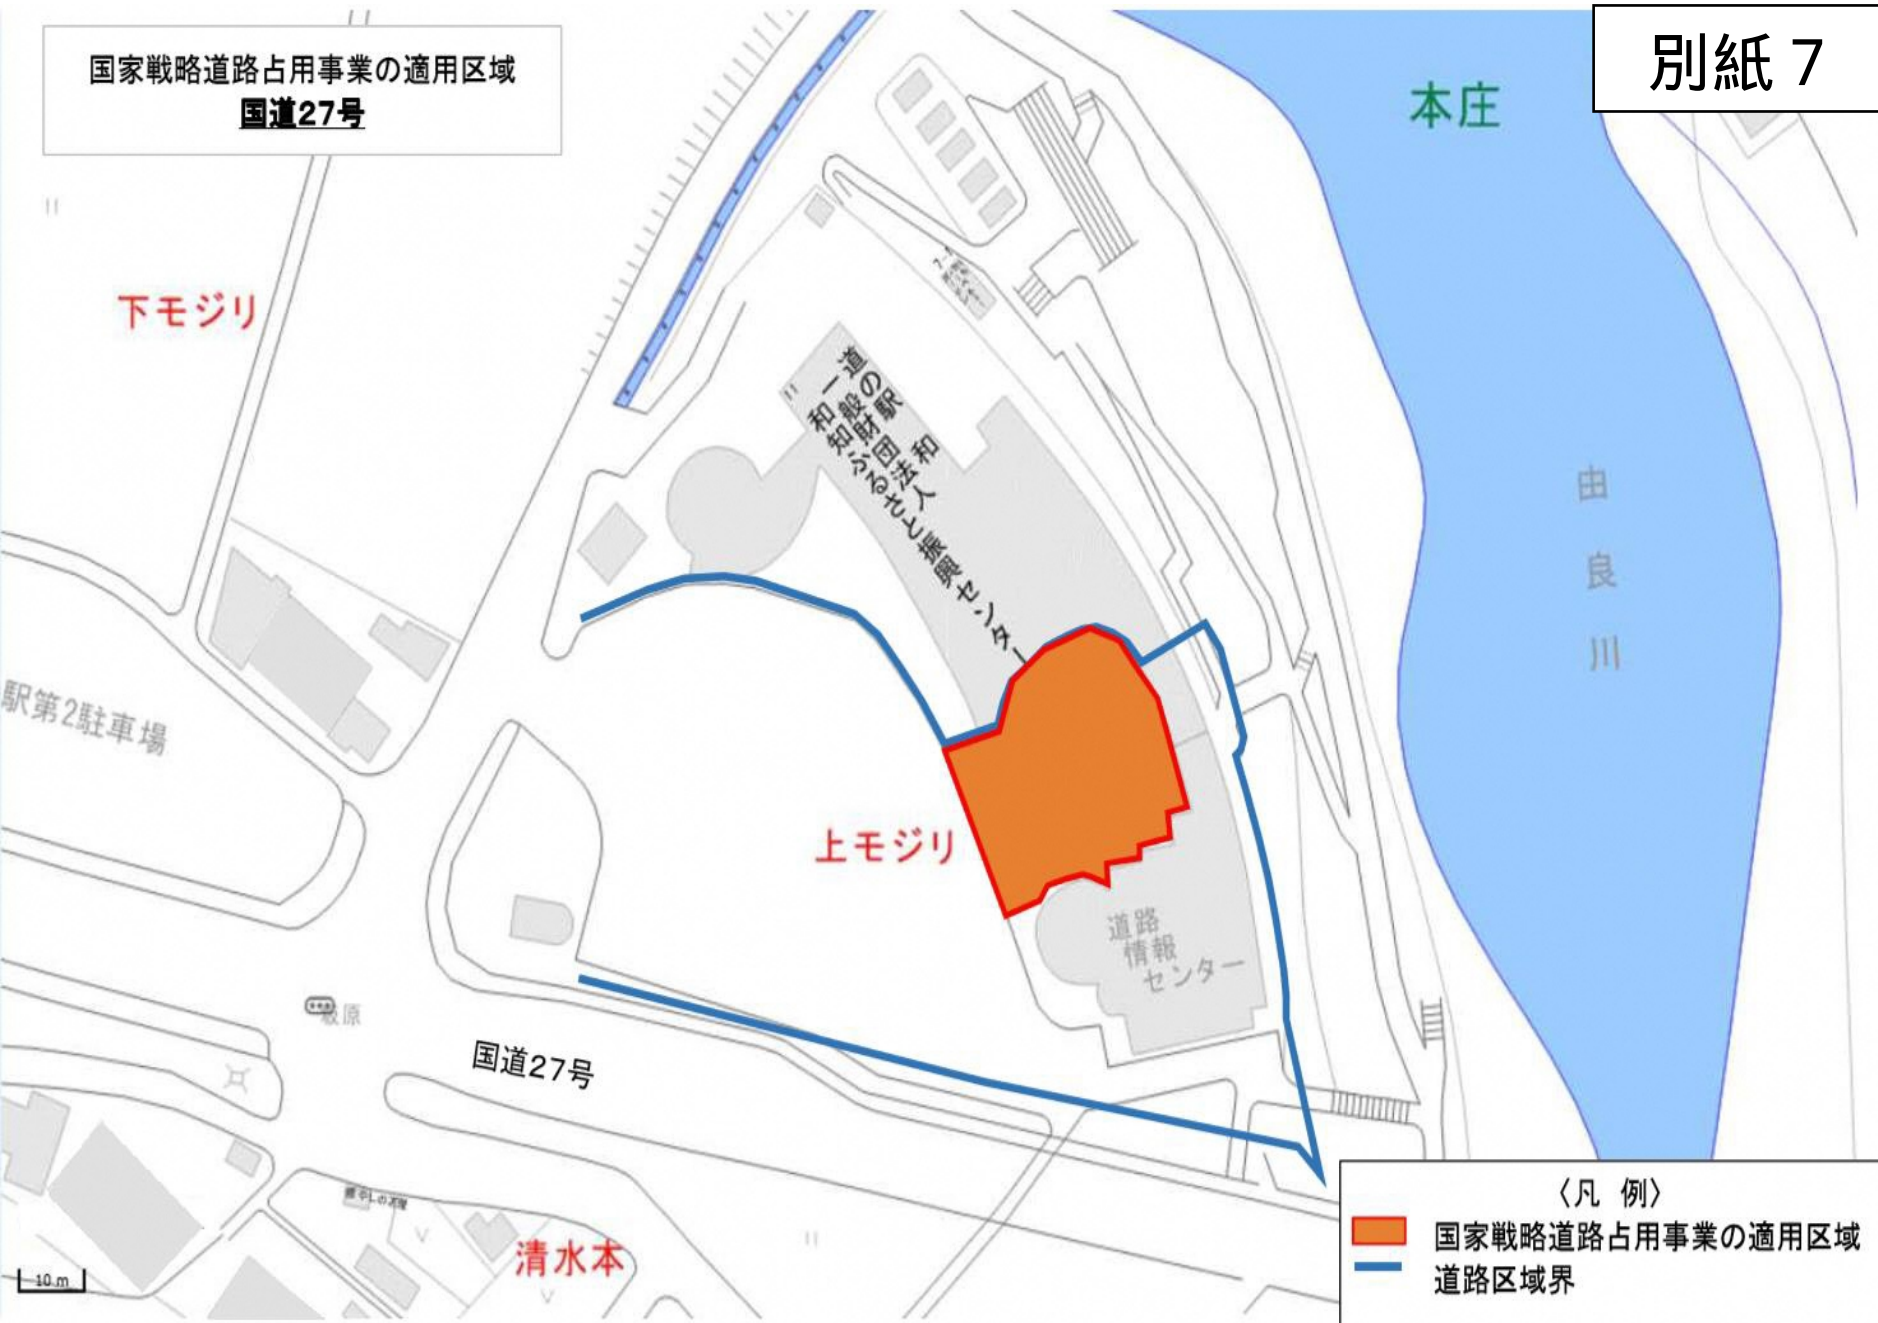 国家戦略道路占用事業の適用区域
国道27号
別紙７
本庄
下モジリ
道の駅　和
一般財団法人
和知ふるさと振興センター
由良川
駅第2駐車場
上モジリ
道路
情報
センター
原
国道27号
清水本
10 m
〈凡 例〉
国家戦略道路占用事業の適用区域
道路区域界